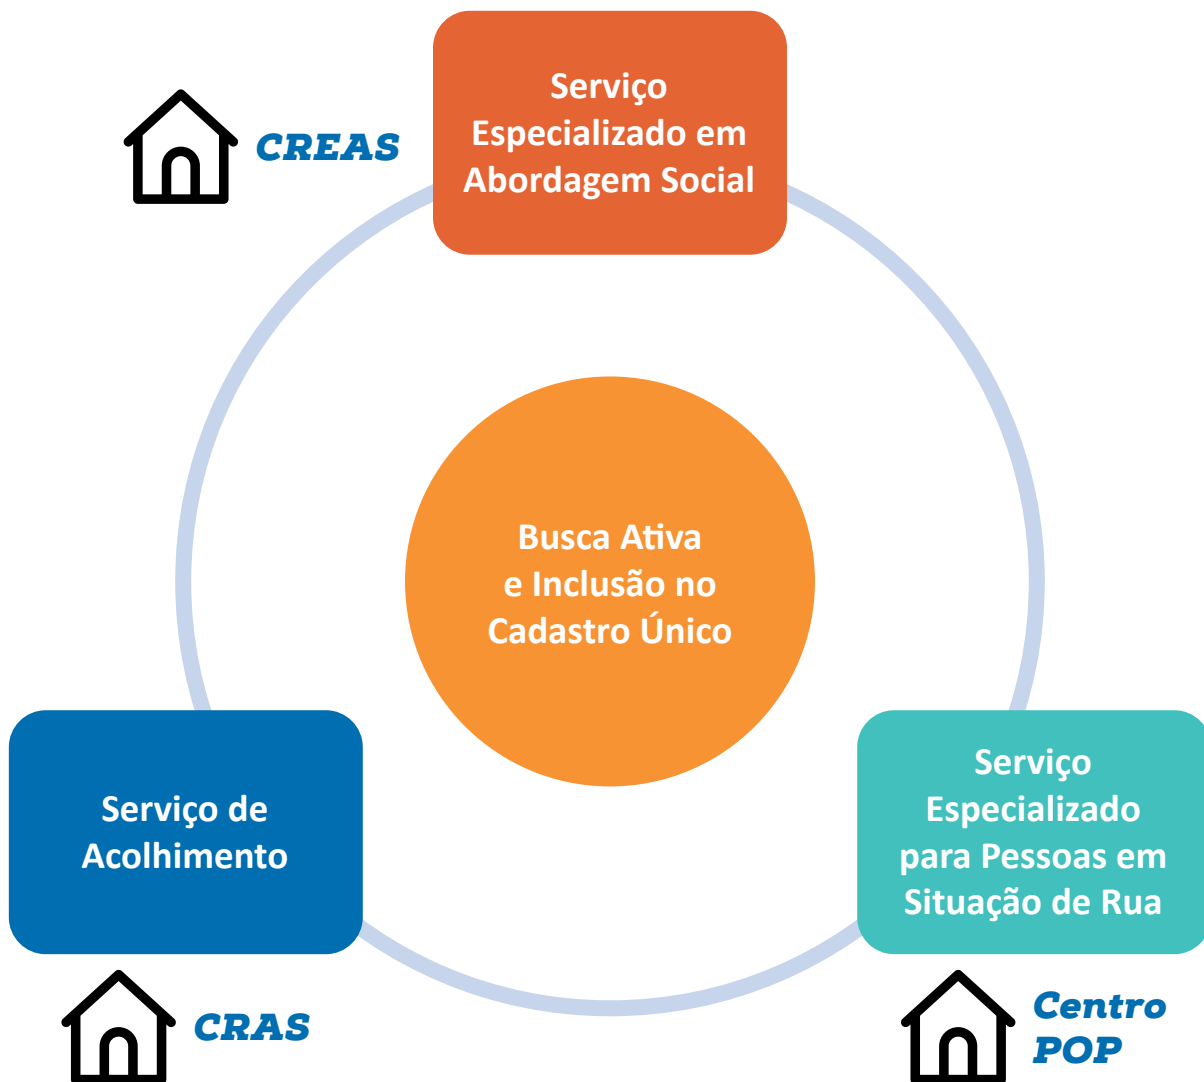 Serviço
Especializado em
Abordagem Social
CREAS
Busca Ativa
e Inclusão no
Cadastro Único
Serviço de
Acolhimento
Serviço
Especializado
para Pessoas em
Situação de Rua
CRAS
Centro
POP